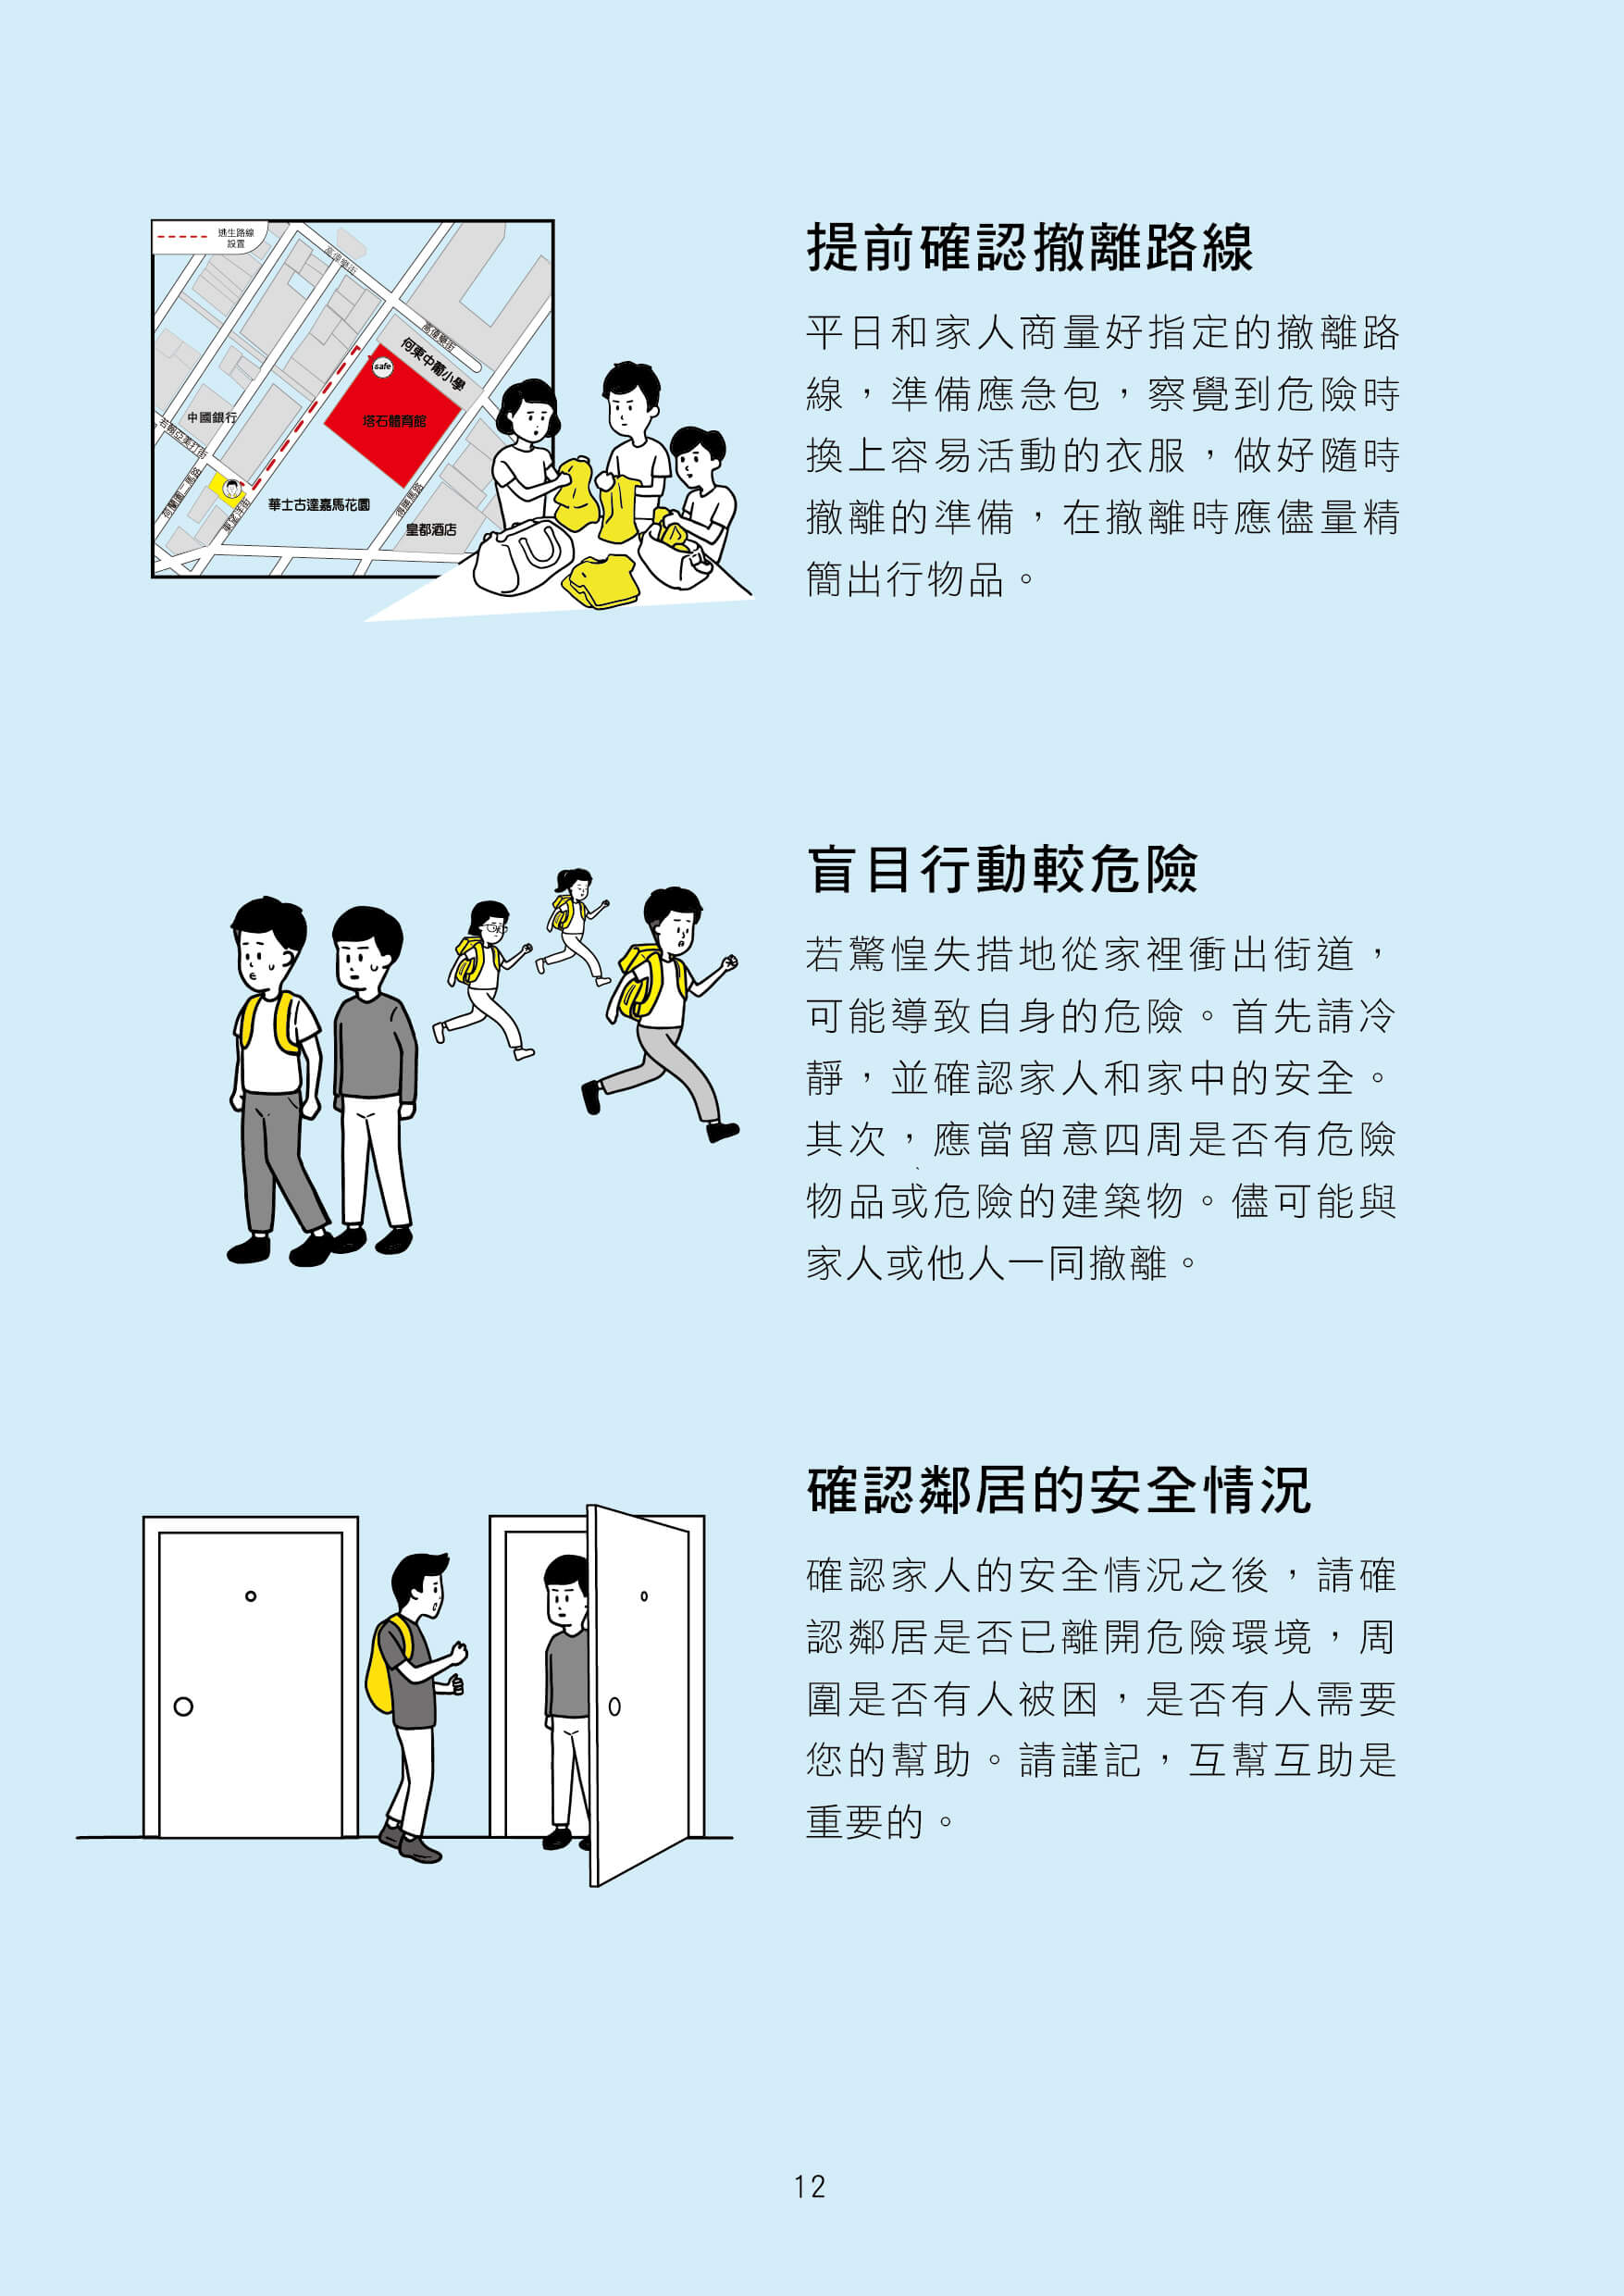 逃生路線
設置
高偉樂街
高偉樂街
何東中葡小學
safe
塔石體育館
中國銀行
若翰亞美打街
荷蘭園二馬路
東望洋街
華士古達嘉馬花園
得勝馬路
皇都酒店
提前確認撤離路線
平日和家人商量好指定的撤離路
線，準備應急包，察覺到危險時
換上容易活動的衣服，做好隨時
撤離的準備，在撤離時應儘量精
簡出行物品。
盲目行動較危險
若驚惶失措地從家裡衝出街道，
可能導致自身的危險。首先請冷
靜，並確認家人和家中的安全。
其次，應當留意四周是否有危險
物品或危險的建築物。儘可能與
家人或他人一同撤離。
確認鄰居的安全情況
確認家人的安全情況之後，請確
認鄰居是否已離開危險環境，周
圍是否有人被困，是否有人需要
您的幫助。請謹記，互幫互助是
重要的。
12